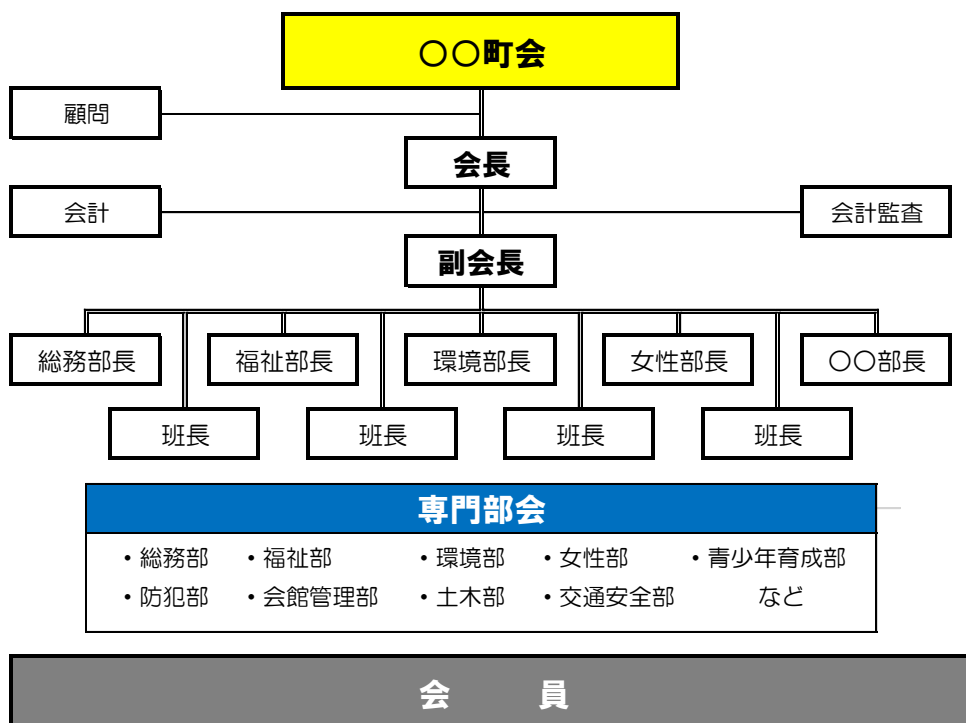 〇〇町会
顧問
会長
会計
会計監査
副会長
総務部長
福祉部長
環境部長
女性部長
〇〇部長
班長
班長
班長
班長
専門部会
・総務部 ・福祉部 ・環境部 ・女性部 ・青少年育成部
・防犯部 ・会館管理部 ・土木部 ・交通安全部 など
会 員